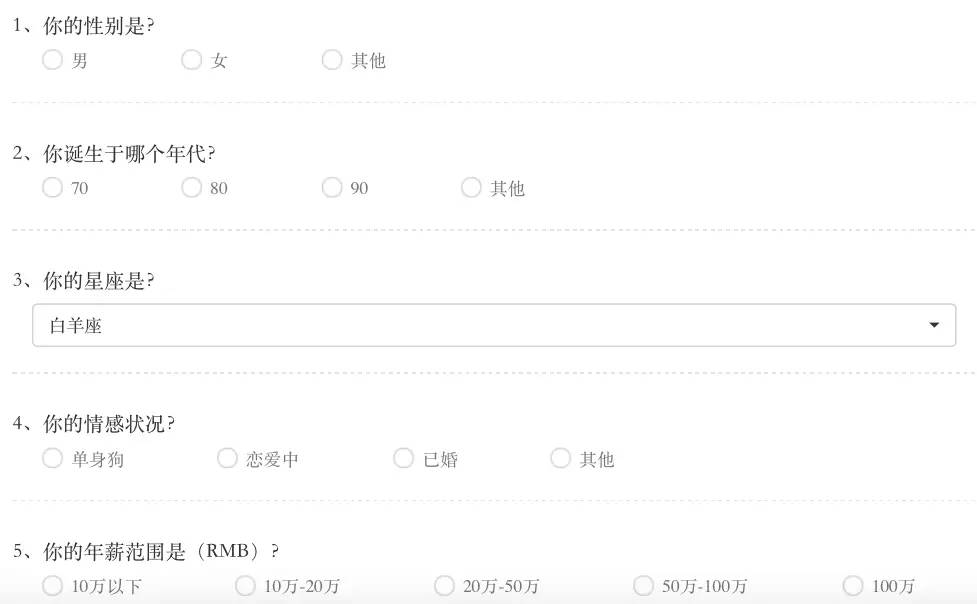 1、你的性别是?
男 女 其他
2、你诞生于哪个年代?
70 80 90 其他
3、你的星座是?
白羊座
4、你的情感状况?
单身狗 恋爱中 已婚 其他
5、你的年薪范围是（RMB）?
10万以下 10万-20万 20万-50万 50万-100万 100万